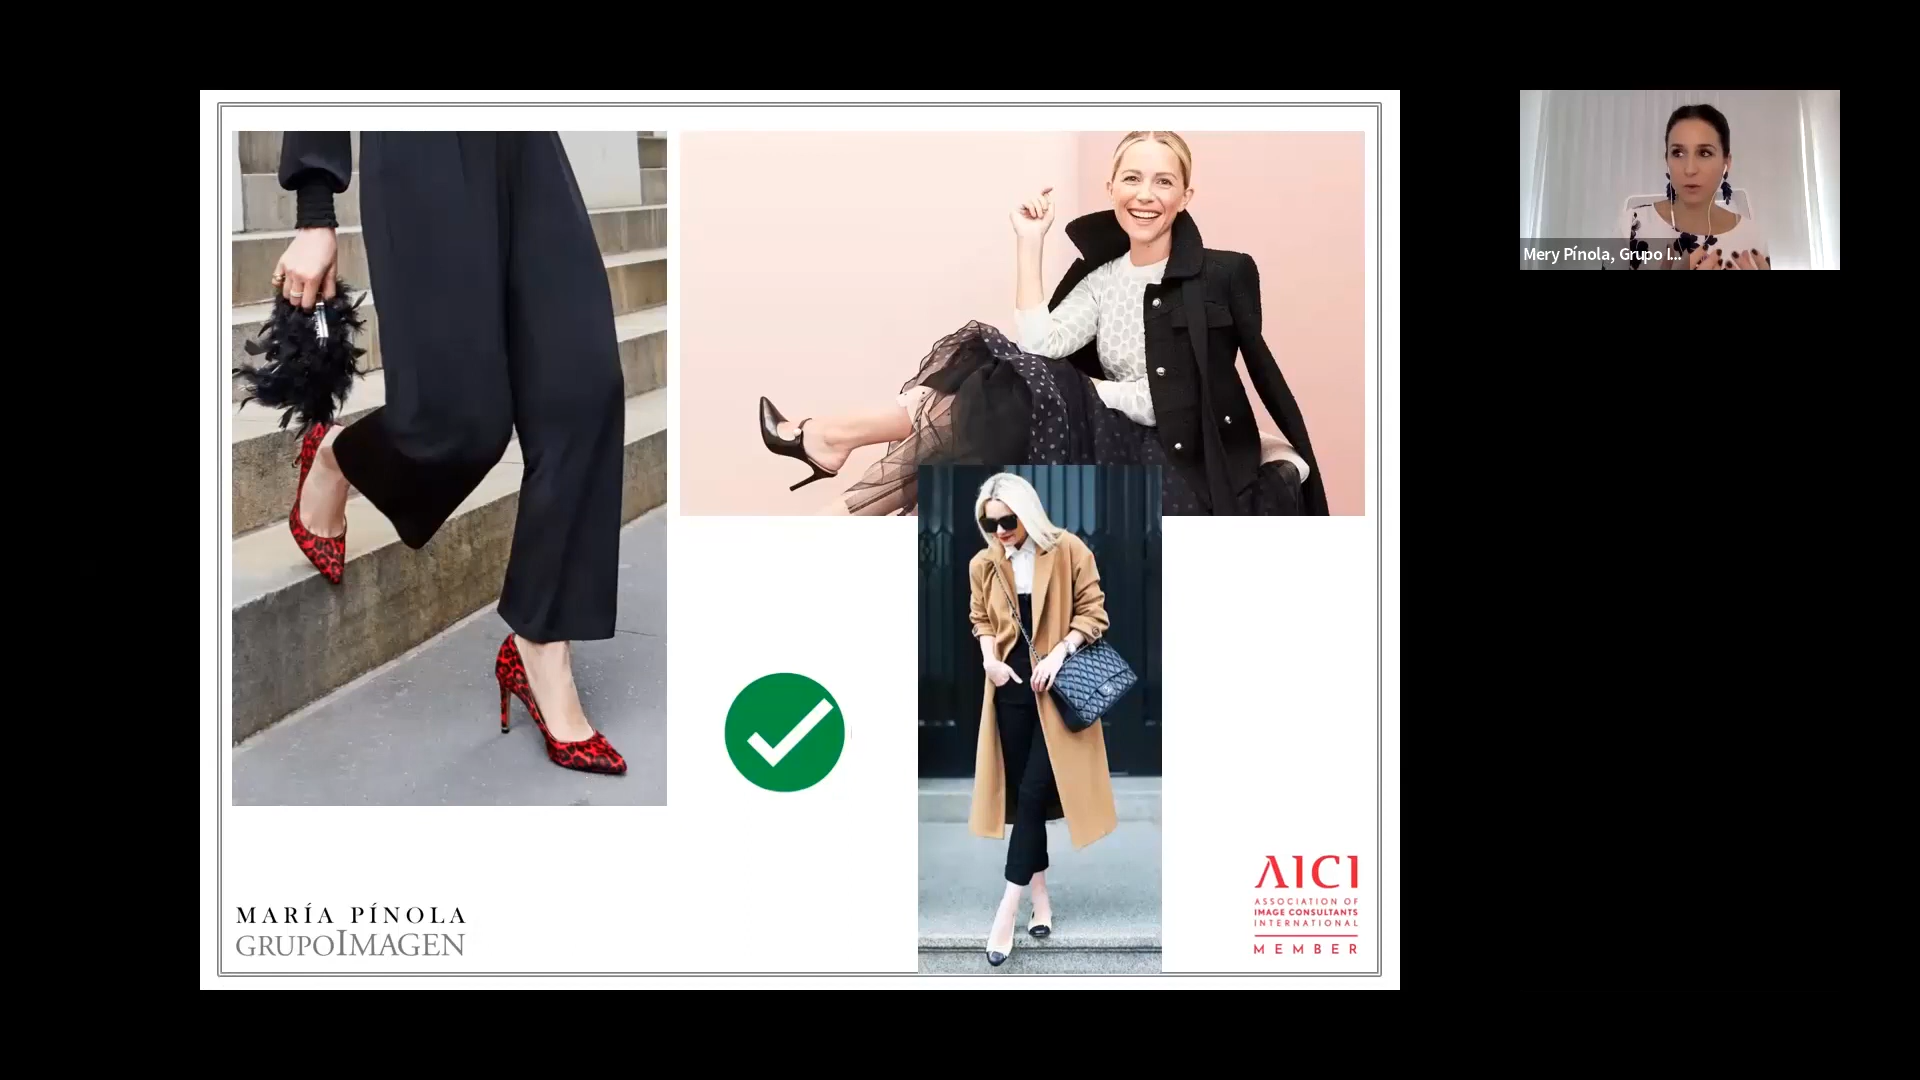 Mery Pínola, Grupo I...
MARÍA PÍNOLA
GRUPOIMAGEN
AICI
ASSOCIATION OF
IMAGE CONSULTANTS
INTERNATIONAL
MEMBER